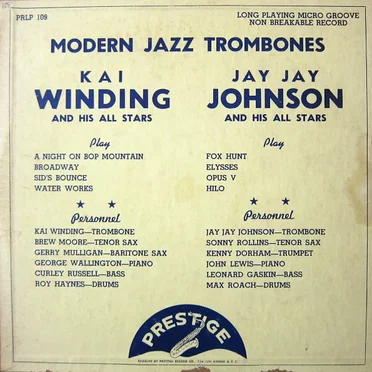 PRLP 109
LONG PLAYING MICRO GROOVE
NON BREAKABLE RECORD
MODERN JAZZ TROMBONES
KAI
WINDING
AND HIS ALL STARS
Play
A NIGHT ON BOP MOUNTAIN
BROADWAY
SID'S BOUNCE
WATER WORKS
Personnel
KAI WINDING—TROMBONE
BREW MOORE—TENOR SAX
GERRY MULLIGAN—BARITONE SAX
GEORGE WALLINGTON—PIANO
CURLEY RUSSELL—BASS
ROY HAYNES—DRUMS
JAY JAY
JOHNSON
AND HIS ALL STARS
Play
FOX HUNT
ELYSSES
OPUS V
HILO
Personnel
JAY JAY JOHNSON—TROMBONE
SONNY ROLLINS—TENOR SAX
KENNY DORHAM—TRUMPET
JOHN LEWIS—PIANO
LEONARD GASKIN—BASS
MAX ROACH—DRUMS
PRESTIGE